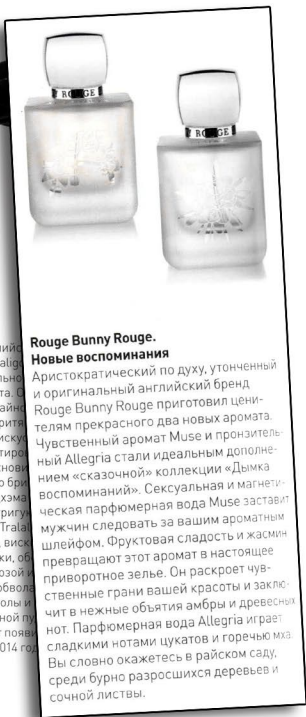 ROUGE
ROUGE
Rouge Bunny Rouge.
Новые воспоминания
Аристократический по духу, утонченный
и оригинальный английский бренд
Rouge Bunny Rouge приготовил цени-
телям прекрасного два новых аромата.
Чувственный аромат Muse и пронзитель-
ный Allegria стали идеальным дополне-
нием «сказочной» коллекции «Дымка
воспоминаний». Сексуальная и магнети-
ческая парфюмерная вода Muse заставит
мужчин следовать за вашим ароматным
шлейфом. Фруктовая сладость и жасмин
превращают этот аромат в настоящее
приворотное зелье. Он раскроет чув-
ственные грани вашей красоты и заклю-
чит в нежные объятия амбры и древесных
нот. Парфюмерная вода Allegria играет
сладкими нотами цукатов и горечью мха.
Вы словно окажетесь в райском саду,
среди бурно разросшихся деревьев и
сочной листвы.